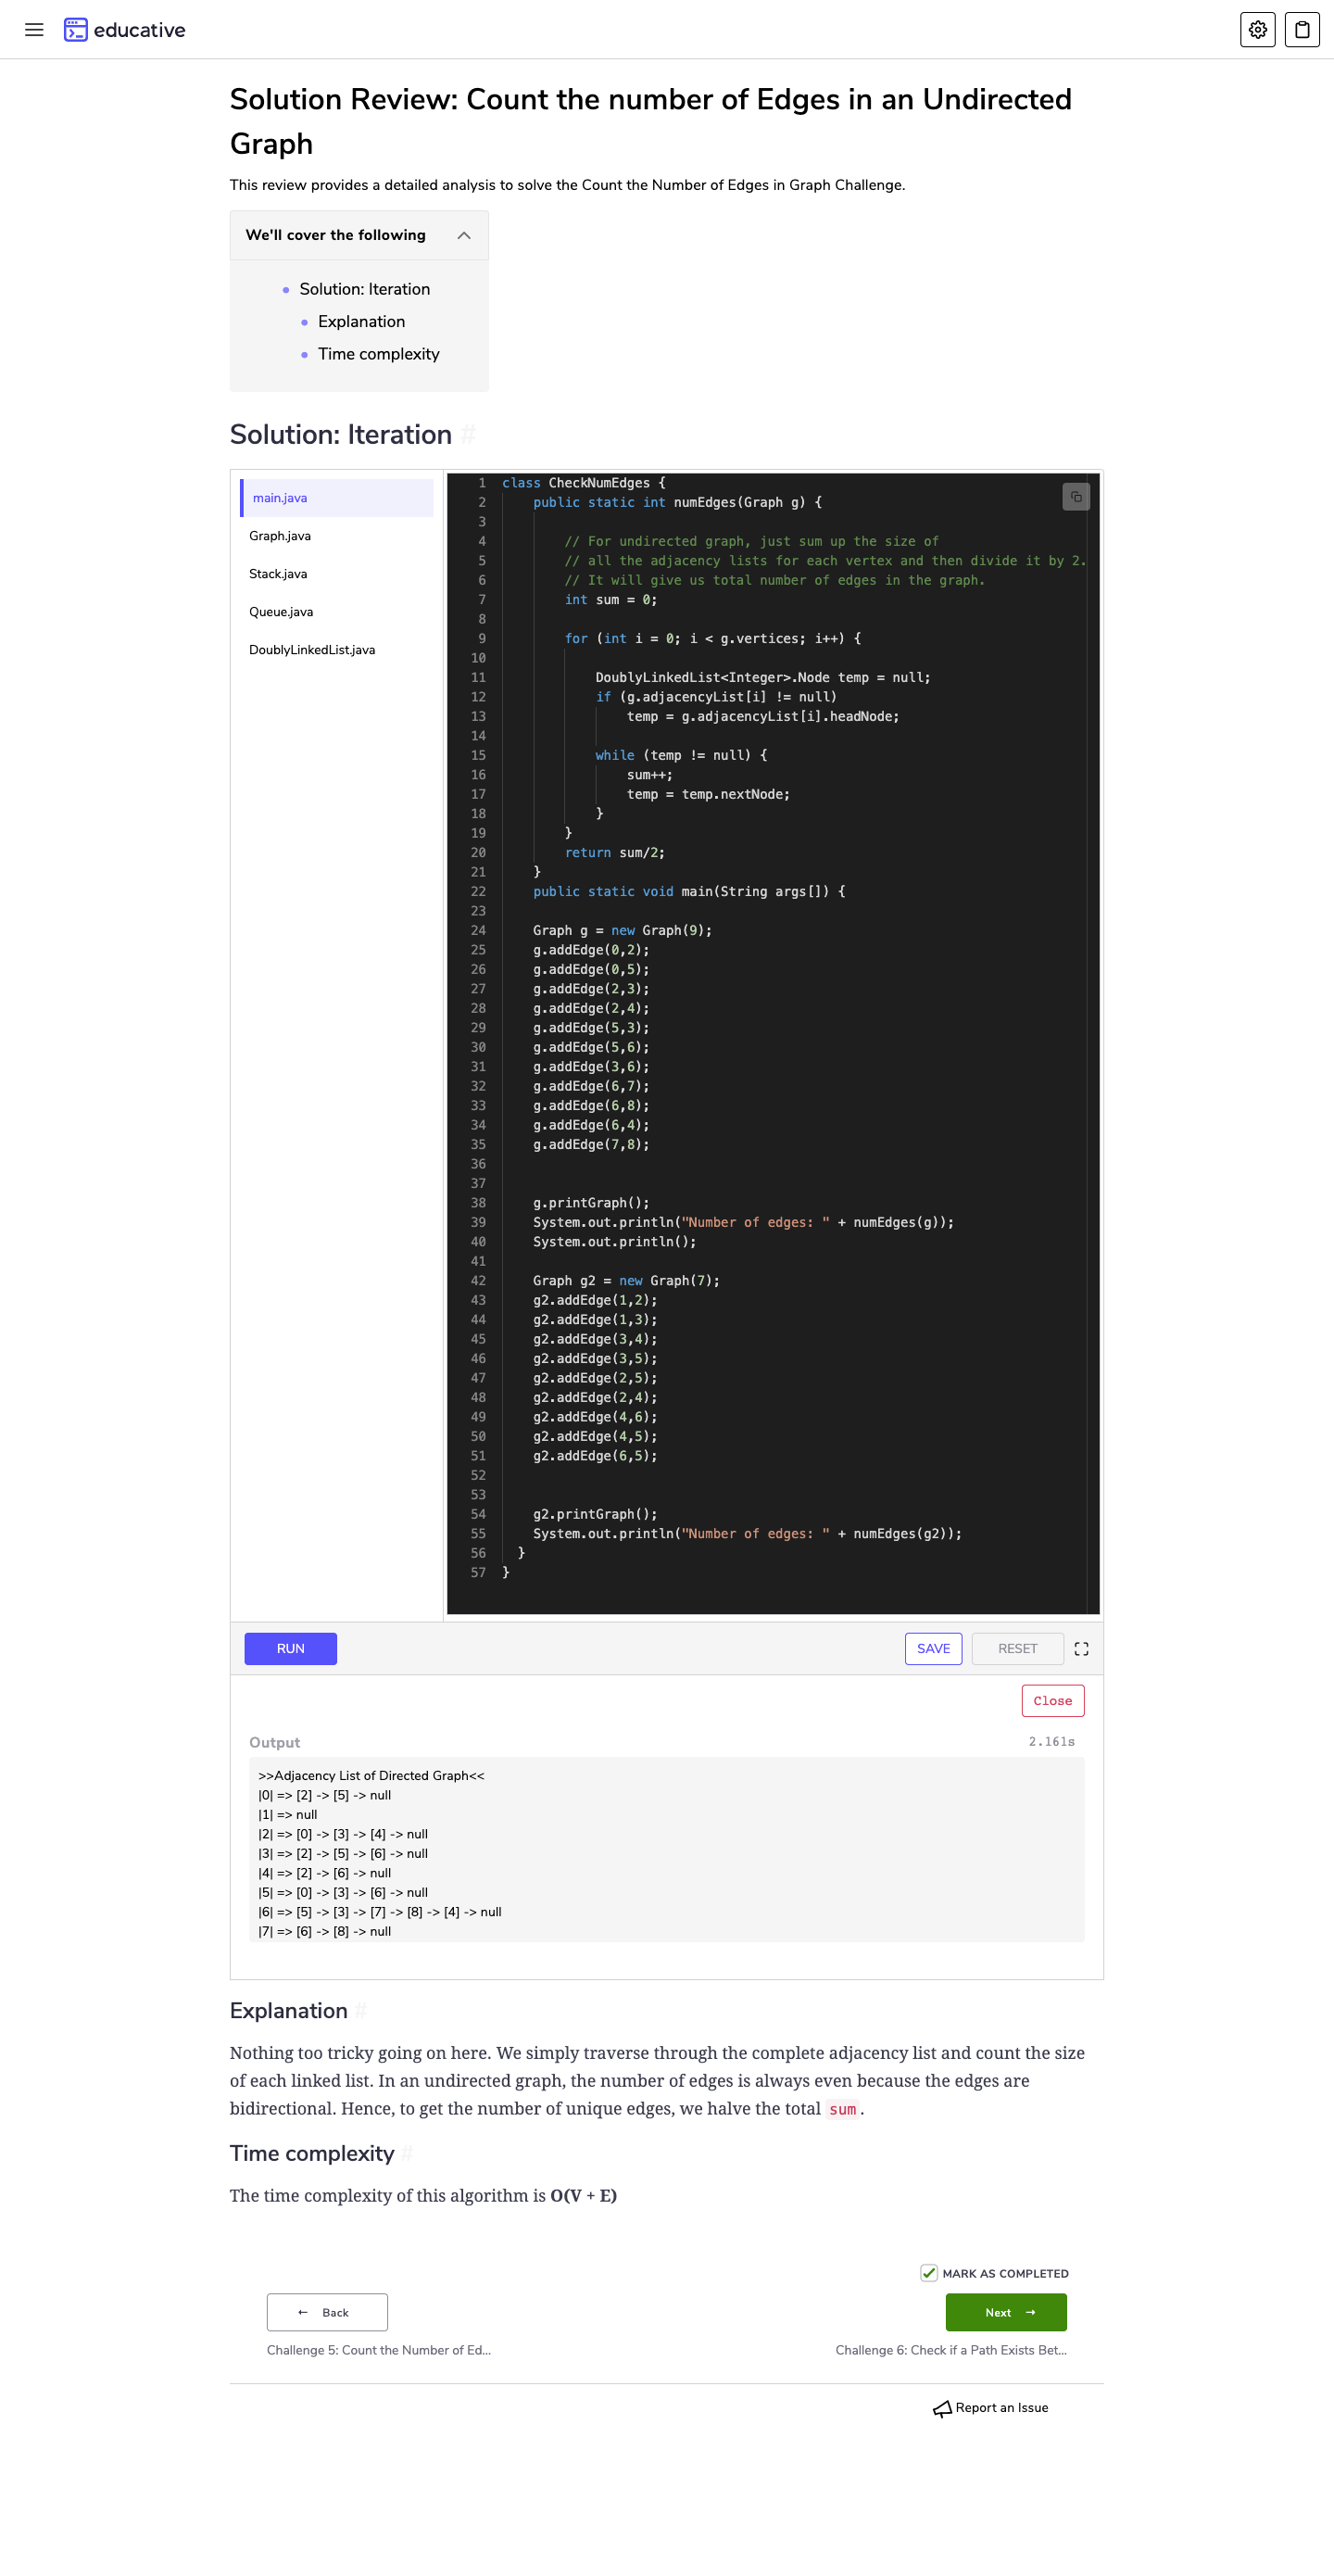 educative
Solution Review: Count the number of Edges in an Undirected
Graph
This review provides a detailed analysis to solve the Count the Number of Edges in Graph Challenge.
We'll cover the following
Solution: Iteration
Explanation
Time complexity
Solution: Iteration #
main.java
Graph.java
Stack.java
Queue.java
DoublyLinkedList.java
1 class CheckNumEdges {
2     public static int numEdges(Graph g) {
3
4         // For undirected graph, just sum up the size of
5         // all the adjacency lists for each vertex and then divide it by 2.
6         // It will give us total number of edges in the graph.
7         int sum = 0;
8
9         for (int i = 0; i < g.vertices; i++) {
10
11             DoublyLinkedList<Integer>.Node temp = null;
12             if (g.adjacencyList[i] != null)
13                 temp = g.adjacencyList[i].headNode;
14
15             while (temp != null) {
16                 sum++;
17                 temp = temp.nextNode;
18             }
19         }
20         return sum/2;
21     }
22     public static void main(String args[]) {
23
24     Graph g = new Graph(9);
25     g.addEdge(0,2);
26     g.addEdge(0,5);
27     g.addEdge(2,3);
28     g.addEdge(2,4);
29     g.addEdge(5,3);
30     g.addEdge(5,6);
31     g.addEdge(3,6);
32     g.addEdge(6,7);
33     g.addEdge(6,8);
34     g.addEdge(6,4);
35     g.addEdge(7,8);
36
37
38     g.printGraph();
39     System.out.println("Number of edges: " + numEdges(g));
40     System.out.println();
41
42     Graph g2 = new Graph(7);
43     g2.addEdge(1,2);
44     g2.addEdge(1,3);
45     g2.addEdge(3,4);
46     g2.addEdge(3,5);
47     g2.addEdge(2,5);
48     g2.addEdge(2,4);
49     g2.addEdge(4,6);
50     g2.addEdge(4,5);
51     g2.addEdge(6,5);
52
53
54     g2.printGraph();
55     System.out.println("Number of edges: " + numEdges(g2));
56   }
57 }
RUN SAVE RESET
Close
Output 2.161s
>>Adjacency List of Directed Graph<<
|0| => [2] -> [5] -> null
|1| => null
|2| => [0] -> [3] -> [4] -> null
|3| => [2] -> [5] -> [6] -> null
|4| => [2] -> [6] -> null
|5| => [0] -> [3] -> [6] -> null
|6| => [5] -> [3] -> [7] -> [8] -> [4] -> null
|7| => [6] -> [8] -> null
Explanation #
Nothing too tricky going on here. We simply traverse through the complete adjacency list and count the size
of each linked list. In an undirected graph, the number of edges is always even because the edges are
bidirectional. Hence, to get the number of unique edges, we halve the total sum.
Time complexity #
The time complexity of this algorithm is O(V + E)
MARK AS COMPLETED
← Back Next →
Challenge 5: Count the Number of Ed... Challenge 6: Check if a Path Exists Bet...
Report an Issue